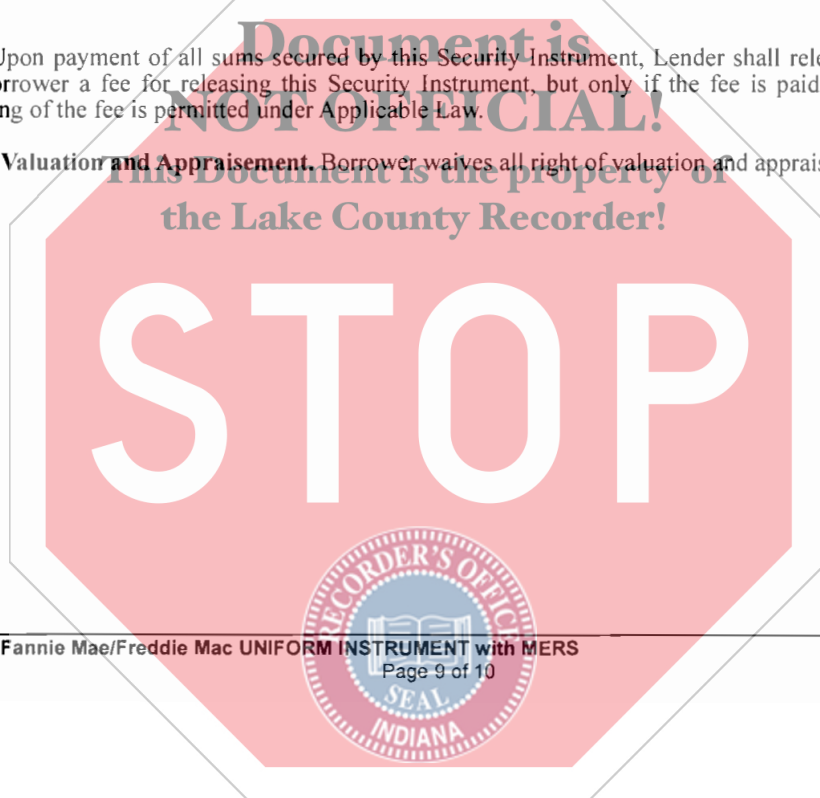 Document is
Upon payment of all sums secured by this Security Instrument, Lender shall rele
orrower a fee for releasing this Security Instrument, but only if the fee is paid
NOT OFFICIAL!
ng of the fee is permitted under Applicable Law.
Valuation and Appraisement. Borrower waives all right of valuation and apprais
This Document is the property of
the Lake County Recorder!
STOP
RECORDER'S OFFICE
Fannie Mae/Freddie Mac UNIFORM INSTRUMENT with MERS
Page 9 of 10
SEAL
INDIANA